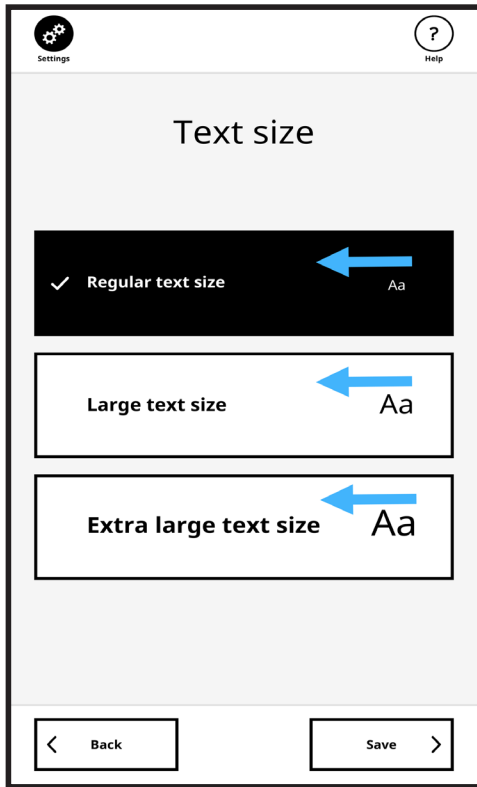 Settings
Help
Text size
Regular text size
Aa
Large text size
Aa
Extra large text size
Aa
Back
Save